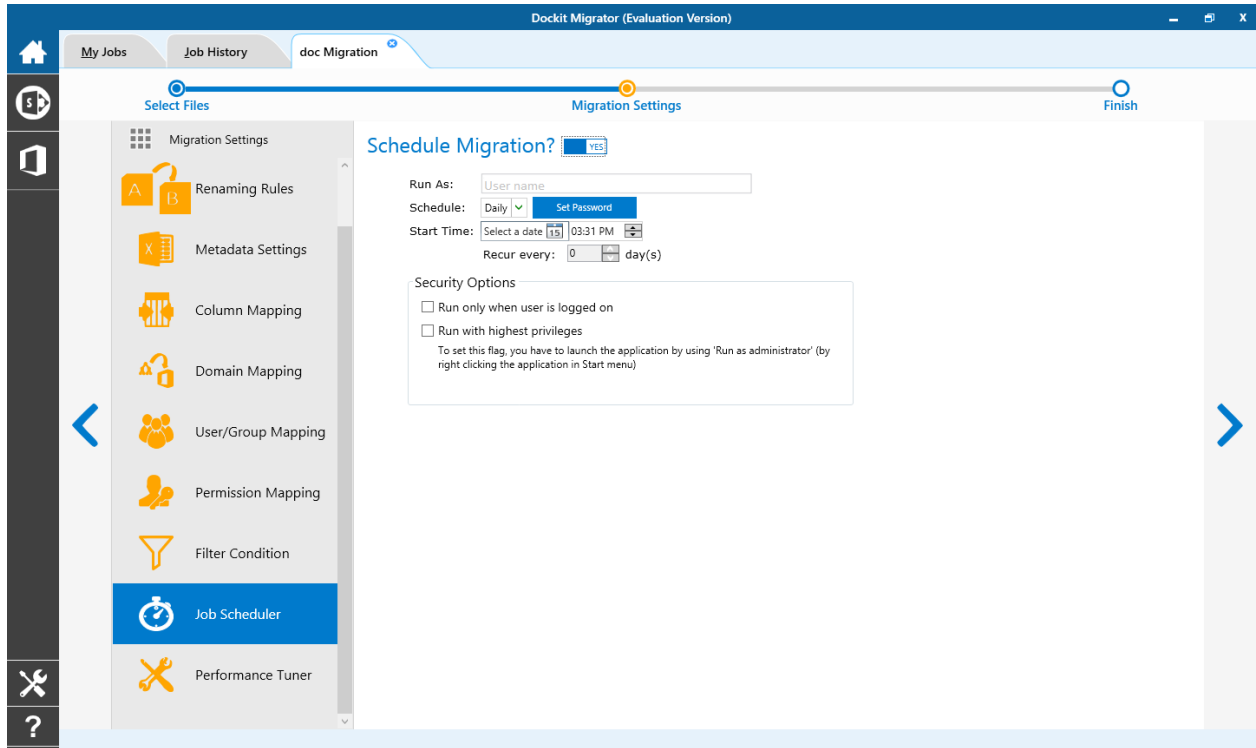 Dockit Migrator (Evaluation Version)
X
My Jobs
Job History
doc Migration
Select Files
Migration Settings
Finish
S
Migration Settings
A
B
Renaming Rules
X
Metadata Settings
Column Mapping
Domain Mapping
User/Group Mapping
Permission Mapping
Filter Condition
Job Scheduler
Performance Tuner
?
Schedule Migration? YES
Run As: User name
Schedule: Daily Set Password
Start Time: Select a date 15 03:31 PM
Recur every: 0 day(s)
Security Options
Run only when user is logged on
Run with highest privileges
To set this flag, you have to launch the application by using 'Run as administrator' (by
right clicking the application in Start menu)